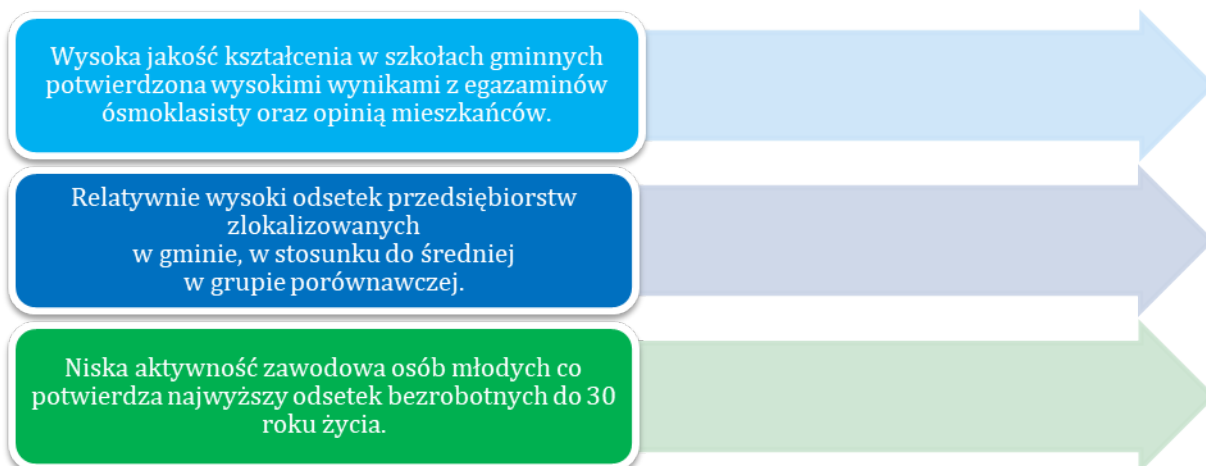 Wysoka jakość kształcenia w szkołach gminnych
potwierdzona wysokimi wynikami z egazaminów
ósmoklasisty oraz opinią mieszkańców.
Relatywnie wysoki odsetek przedsiębiorstw
zlokalizowanych
w gminie, w stosunku do średniej
w grupie porównawczej.
Niska aktywność zawodowa osób młodych co
potwierdza najwyższy odsetek bezrobotnych do 30
roku życia.